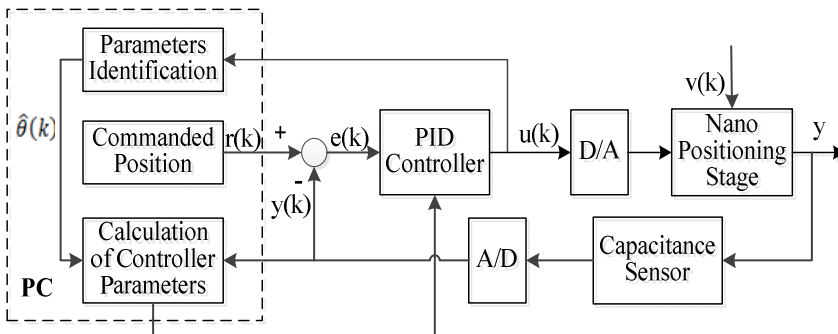 Parameters
Identification
θ̂(k)
Commanded
Position
r(k)
+
-
e(k)
y(k)
PID
Controller
u(k)
D/A
v(k)
Nano
Positioning
Stage
y
Calculation
of Controller
Parameters
PC
A/D
Capacitance
Sensor